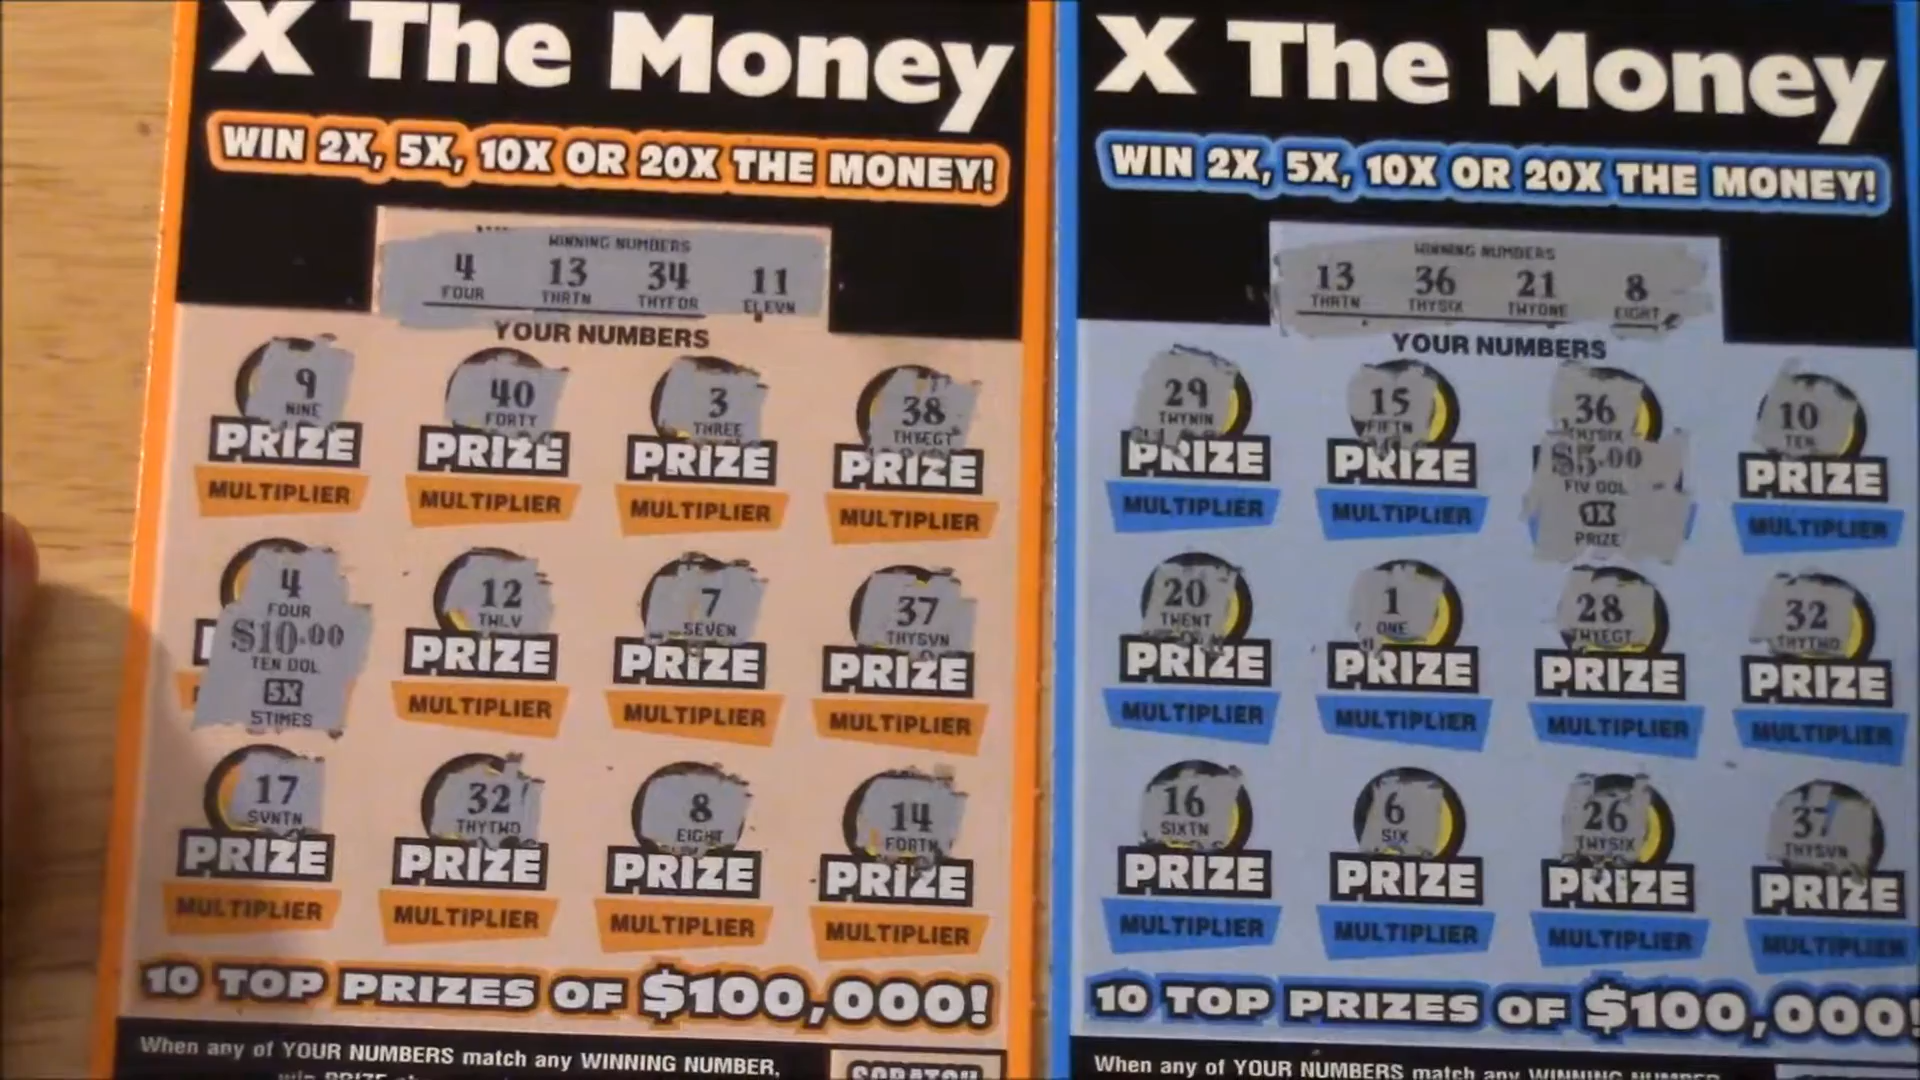 X The Money
WIN 2X, 5X, 10X OR 20X THE MONEY!
WINNING NUMBERS
4 13 34 11
FOUR THRTN THYFOR ELEVN
YOUR NUMBERS
9 40 3 38
NINE FORTY THREE THYEGT
PRIZE PRIZE PRIZE PRIZE
MULTIPLIER MULTIPLIER MULTIPLIER MULTIPLIER
4 12 7 37
FOUR TWLV SEVEN THYSVN
$10.00 PRIZE PRIZE PRIZE
TEN DOL
5X MULTIPLIER MULTIPLIER MULTIPLIER
5TIMES
17 32 8 14
SVNTN THYTWO EIGHT FORTN
PRIZE PRIZE PRIZE PRIZE
MULTIPLIER MULTIPLIER MULTIPLIER MULTIPLIER
10 TOP PRIZES OF $100,000!
When any of YOUR NUMBERS match any WINNING NUMBER,
SCRATCH
X The Money
WIN 2X, 5X, 10X OR 20X THE MONEY!
WINNING NUMBERS
13 36 21 8
THRTN THYSIX TWYONE EIGHT
YOUR NUMBERS
29 15 36 10
TWYNIN FIFTN THYSIX TEN
PRIZE PRIZE $5.00 PRIZE
FIV DOL
MULTIPLIER MULTIPLIER 1X MULTIPLIER
PRIZE
20 1 28 32
TWENT ONE TWYEGT THYTWO
PRIZE PRIZE PRIZE PRIZE
MULTIPLIER MULTIPLIER MULTIPLIER MULTIPLIER
16 6 26 37
SIXTN SIX TWYSIX THYSVN
PRIZE PRIZE PRIZE PRIZE
MULTIPLIER MULTIPLIER MULTIPLIER MULTIPLIER
10 TOP PRIZES OF $100,000!
When any of YOUR NUMBERS match any WINNING NUMBER,